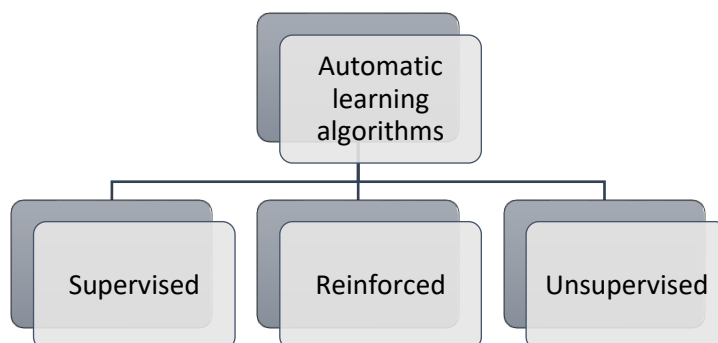 Automatic
learning
algorithms
Supervised
Reinforced
Unsupervised